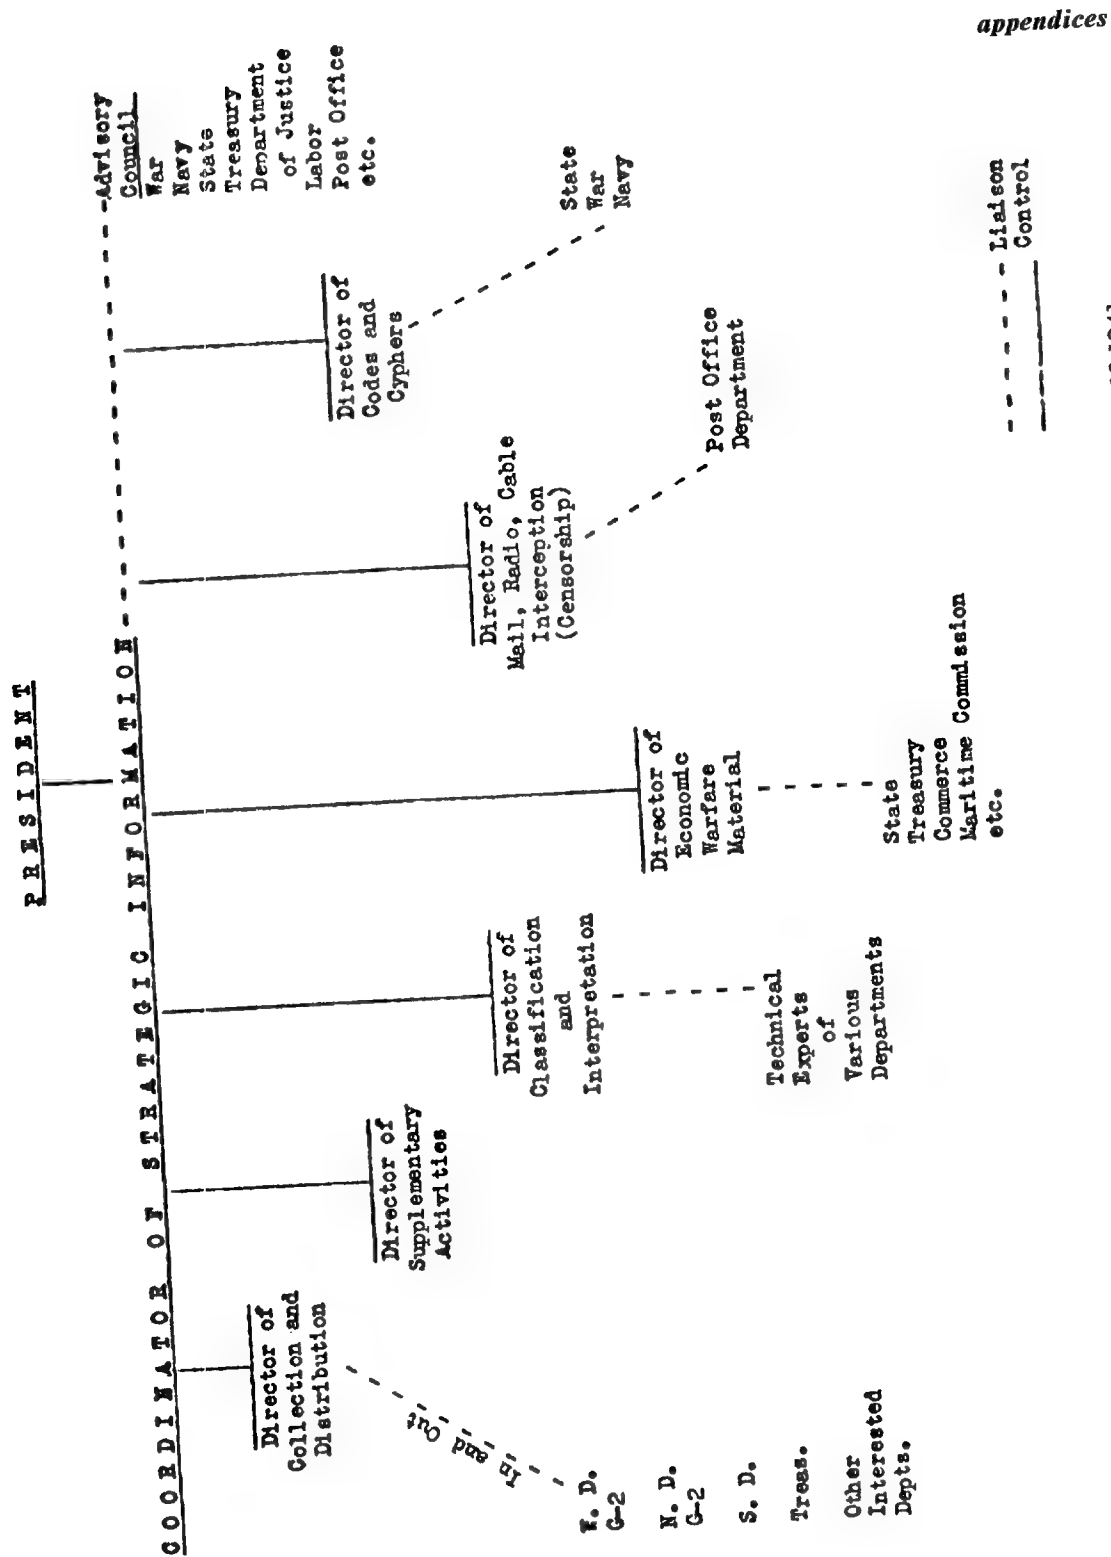 appendices
PRESIDENT
COORDINATOR OF STRATEGIC INFORMATION
Advisory
Council
War
Navy
State
Treasury
Department
of Justice
Labor
Post Office
etc.
Director of
Collection and
Distribution
In and Out
W. D.
G-2
N. D.
G-2
S. D.
Treas.
Other
Interested
Depts.
Director of
Supplementary
Activities
Director of
Classification
and
Interpretation
Technical
Experts
of
Various
Departments
Director of
Economic
Warfare
Material
State
Treasury
Commerce
Maritime Commission
etc.
Director of
Mail, Radio, Cable
Interception
(Censorship)
Post Office
Department
Director of
Codes and
Cyphers
State
War
Navy
Liaison
Control